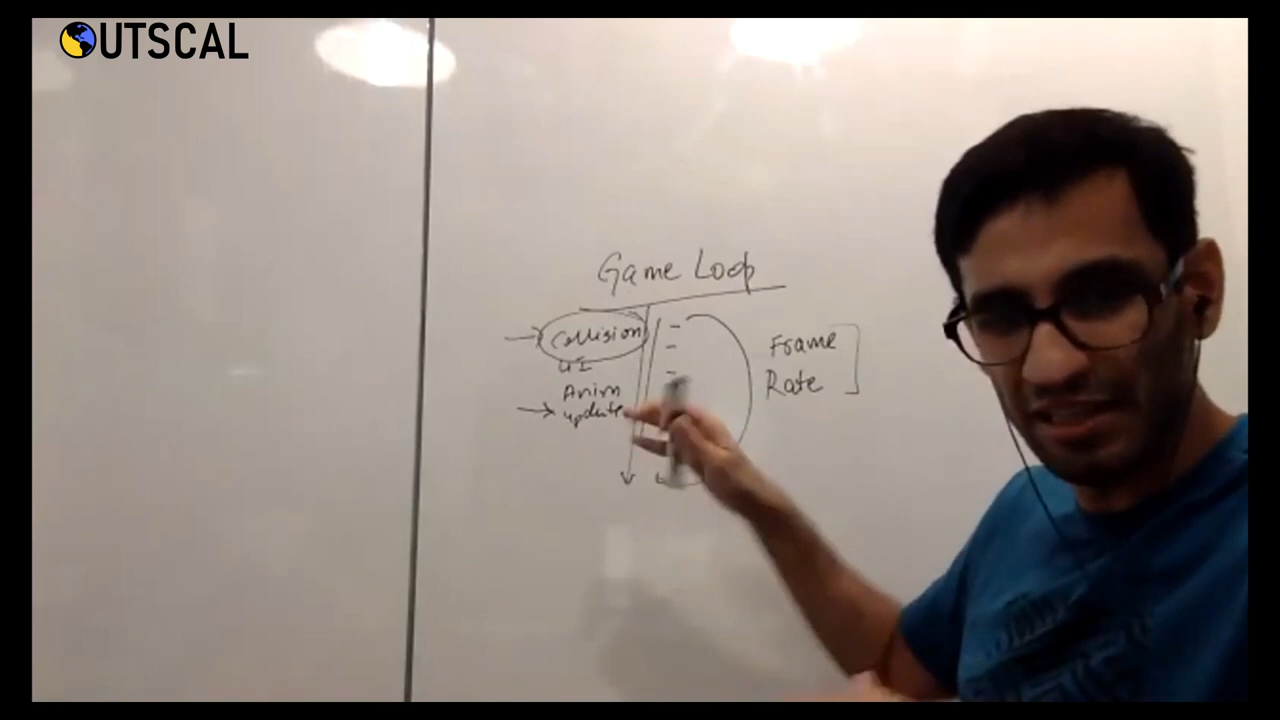 OUTSCAL
Game Loop
Collision
UI
Anim
update
Frame
Rate